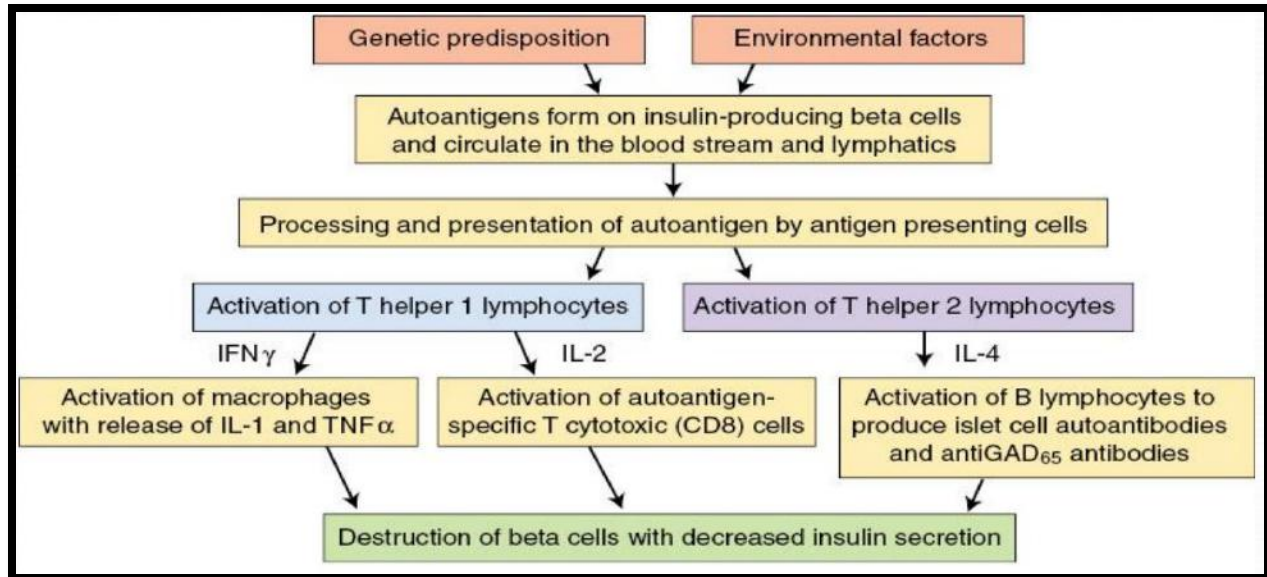 Genetic predisposition
Environmental factors
Autoantigens form on insulin-producing beta cells
and circulate in the blood stream and lymphatics
Processing and presentation of autoantigen by antigen presenting cells
Activation of T helper 1 lymphocytes
Activation of T helper 2 lymphocytes
IFNγ
IL-2
IL-4
Activation of macrophages
with release of IL-1 and TNFα
Activation of autoantigen-
specific T cytotoxic (CD8) cells
Activation of B lymphocytes to
produce islet cell autoantibodies
and antiGAD₆₅ antibodies
Destruction of beta cells with decreased insulin secretion